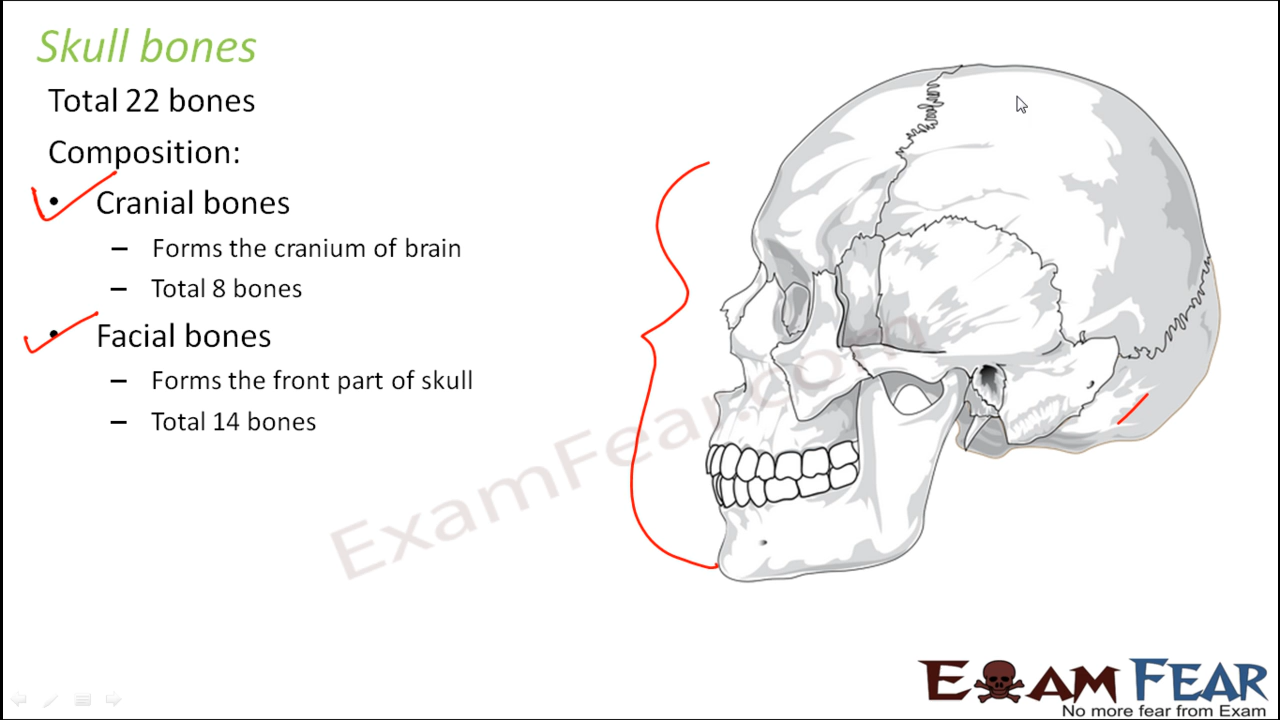 Skull bones
Total 22 bones
Composition:
• Cranial bones
– Forms the cranium of brain
– Total 8 bones
• Facial bones
– Forms the front part of skull
– Total 14 bones
ExamFear.com
EXAM FEAR
No more fear from Exam